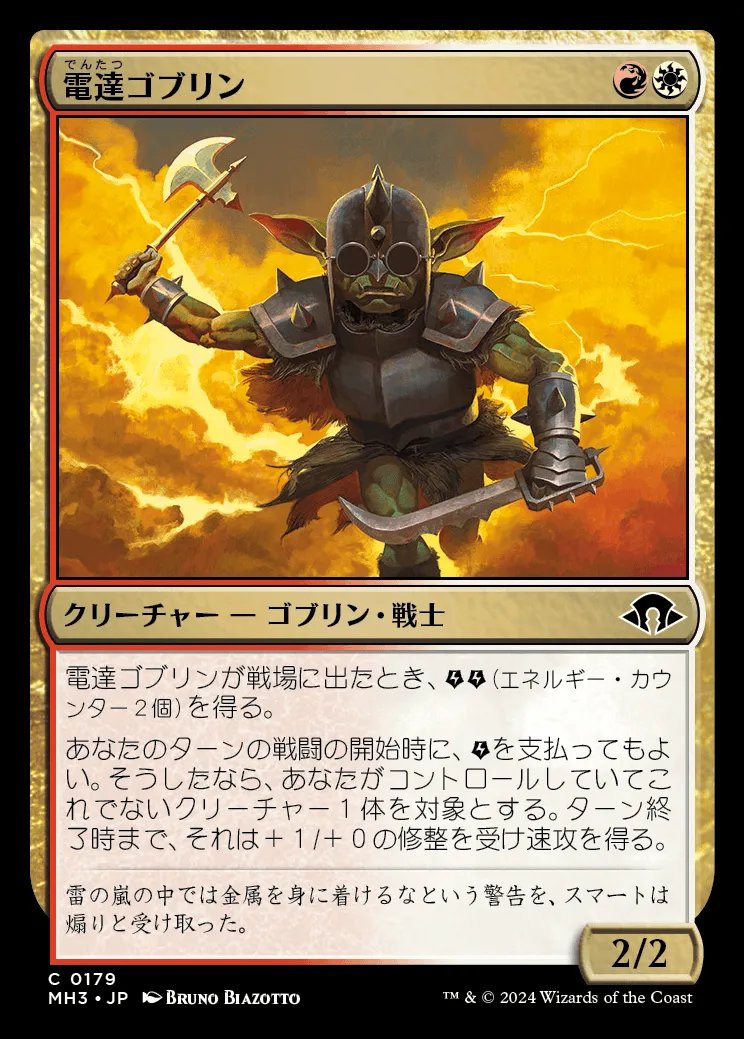 でんたつ
電達ゴブリン
クリーチャー — ゴブリン・戦士
電達ゴブリンが戦場に出たとき、(エネルギー・カウ
ンター2個)を得る。
あなたのターンの戦闘の開始時に、を支払ってもよ
い。そうしたなら、あなたがコントロールしていてこ
れでないクリーチャー1体を対象とする。ターン終
了時まで、それは+1/+0の修整を受け速攻を得る。
雷の嵐の中では金属を身に着けるなという警告を、スマートは
煽りと受け取った。
2/2
C 0179
MH3 • JP Bruno Biazotto
™ & © 2024 Wizards of the Coast